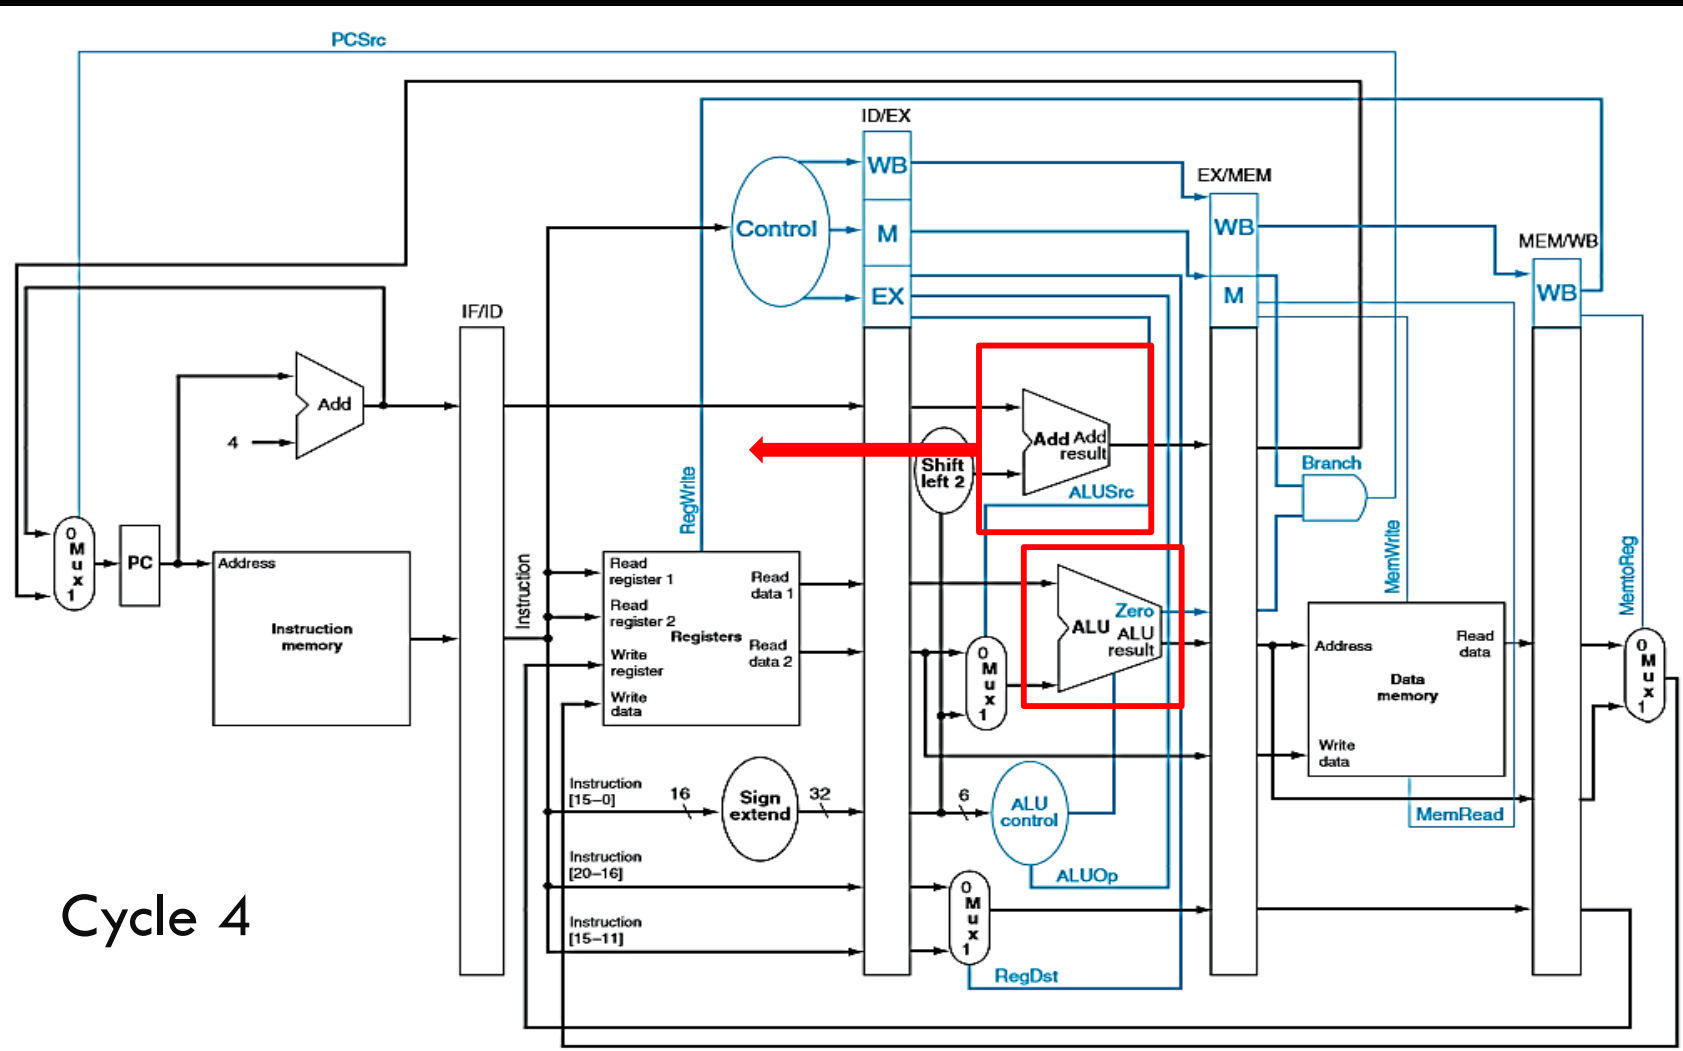 PCSrc
ID/EX
WB
EX/MEM
Control
M
WB
MEM/WB
EX
M
WB
IF/ID
Add
4
Add Add
result
Shift
left 2
Branch
ALUSrc
RegWrite
MemWrite
MemtoReg
0
M
u
x
1
PC
Address
Instruction
memory
Instruction
Read
register 1
Read
data 1
Read
register 2
Registers
Read
data 2
Write
register
Write
data
0
M
u
x
1
Zero
ALU
ALU
result
Address
Read
data
Data
memory
Write
data
0
M
u
x
1
Instruction
[15–0]
16
Sign
extend
32
6
ALU
control
MemRead
Instruction
[20–16]
ALUOp
0
M
u
x
1
Instruction
[15–11]
RegDst
Cycle 4